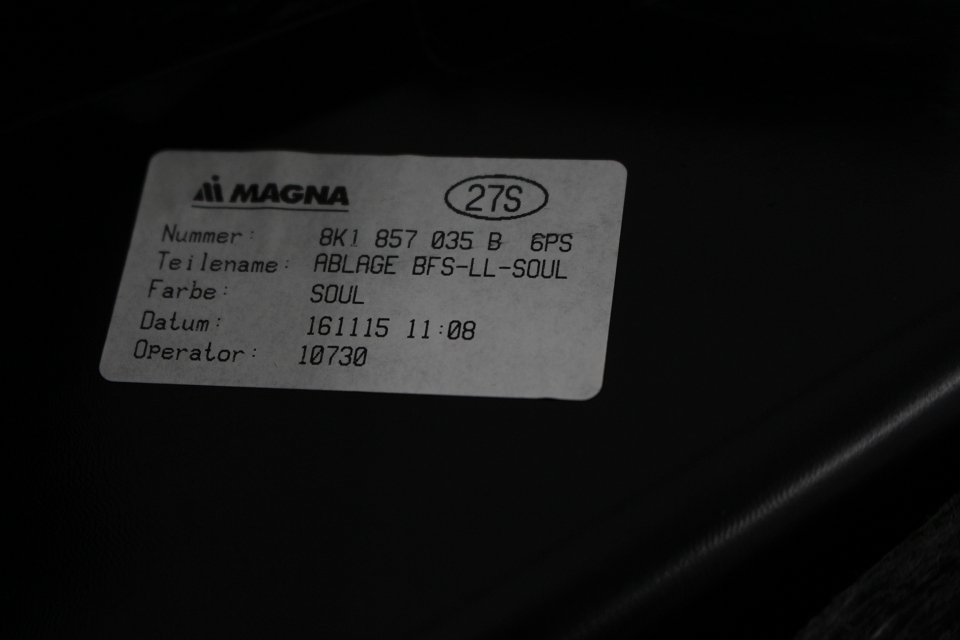 MAGNA 27S
Nummer: 8K1 857 035 B 6PS
Teilename: ABLAGE BFS-LL-SOUL
Farbe: SOUL
Datum: 161115 11:08
Operator: 10730